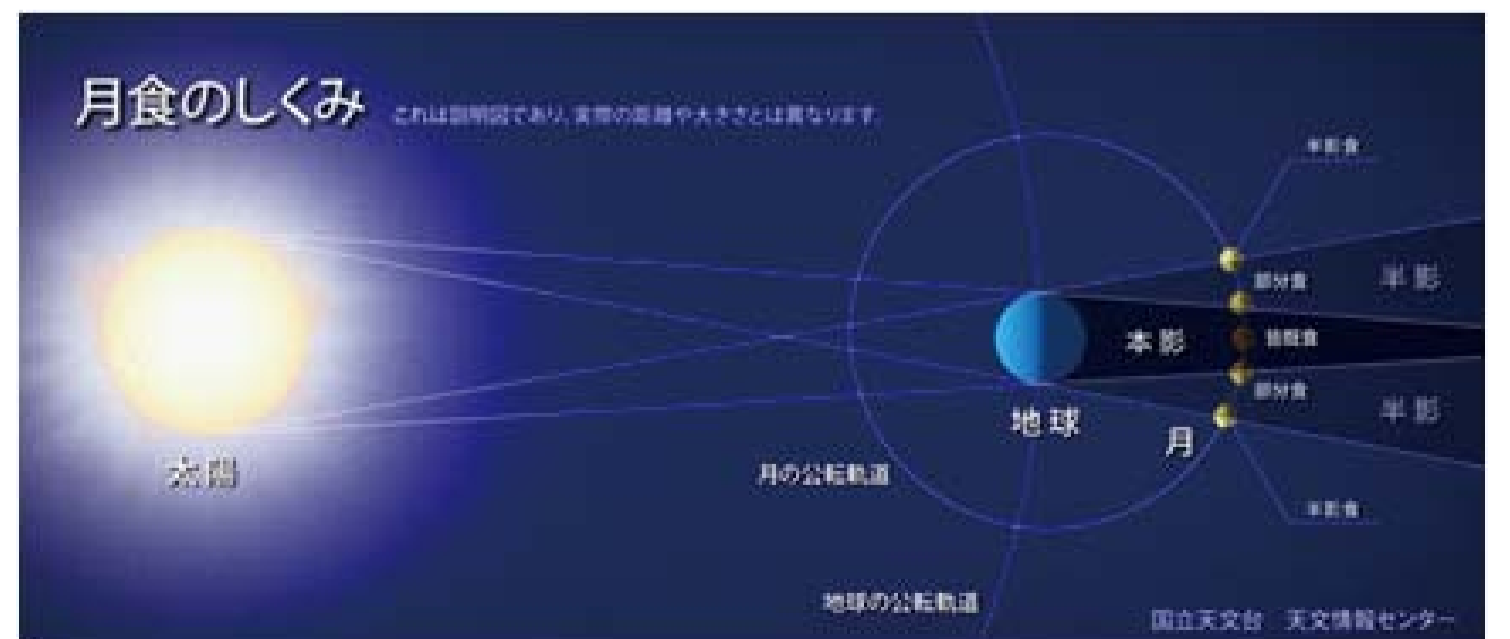 月食のしくみ
これは説明図であり、実際の距離や大きさとは異なります
半影食
部分食
半影
本影
皆既食
部分食
半影
地球
月
太陽
月の公転軌道
半影食
地球の公転軌道
国立天文台 天文情報センター